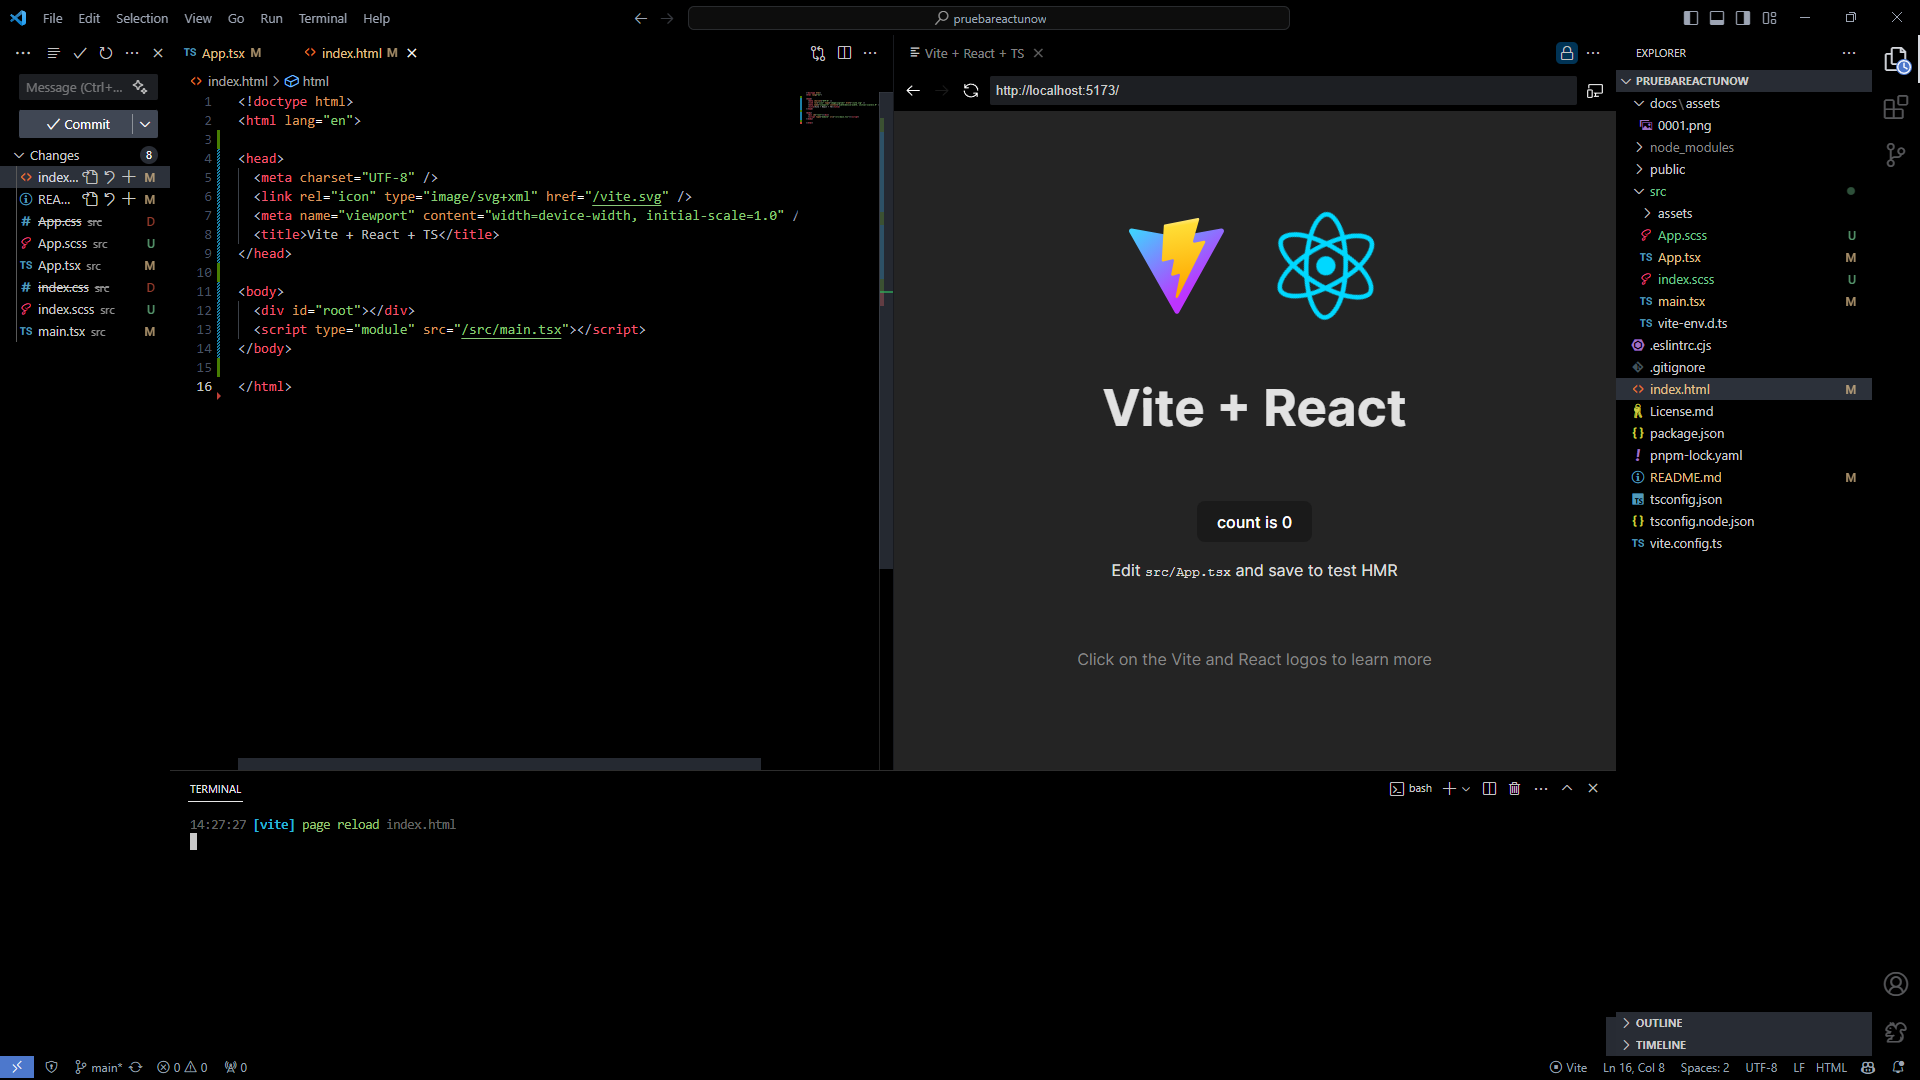 File Edit Selection View Go Run Terminal Help
pruebareactunow
Message (Ctrl+...
Commit
Changes 8
index... M
REA... M
App.css src D
App.scss src U
App.tsx src M
index.css src D
index.scss src U
main.tsx src M
TS App.tsx M
index.html M
index.html > html
1 <!doctype html>
2 <html lang="en">
3
4 <head>
5 <meta charset="UTF-8" />
6 <link rel="icon" type="image/svg+xml" href="/vite.svg" />
7 <meta name="viewport" content="width=device-width, initial-scale=1.0" /
8 <title>Vite + React + TS</title>
9 </head>
10
11 <body>
12 <div id="root"></div>
13 <script type="module" src="/src/main.tsx"></script>
14 </body>
15
16 </html>
Vite + React + TS
http://localhost:5173/
Vite + React
count is 0
Edit src/App.tsx and save to test HMR
Click on the Vite and React logos to learn more
TERMINAL
bash
14:27:27 [vite] page reload index.html
EXPLORER
PRUEBAREACTUNOW
docs\assets
0001.png
node_modules
public
src
assets
App.scss U
TS App.tsx M
index.scss U
TS main.tsx M
TS vite-env.d.ts
.eslintrc.cjs
.gitignore
index.html M
License.md
package.json
pnpm-lock.yaml
README.md M
tsconfig.json
tsconfig.node.json
TS vite.config.ts
OUTLINE
TIMELINE
main* 0 0 0
Vite Ln 16, Col 8 Spaces: 2 UTF-8 LF HTML